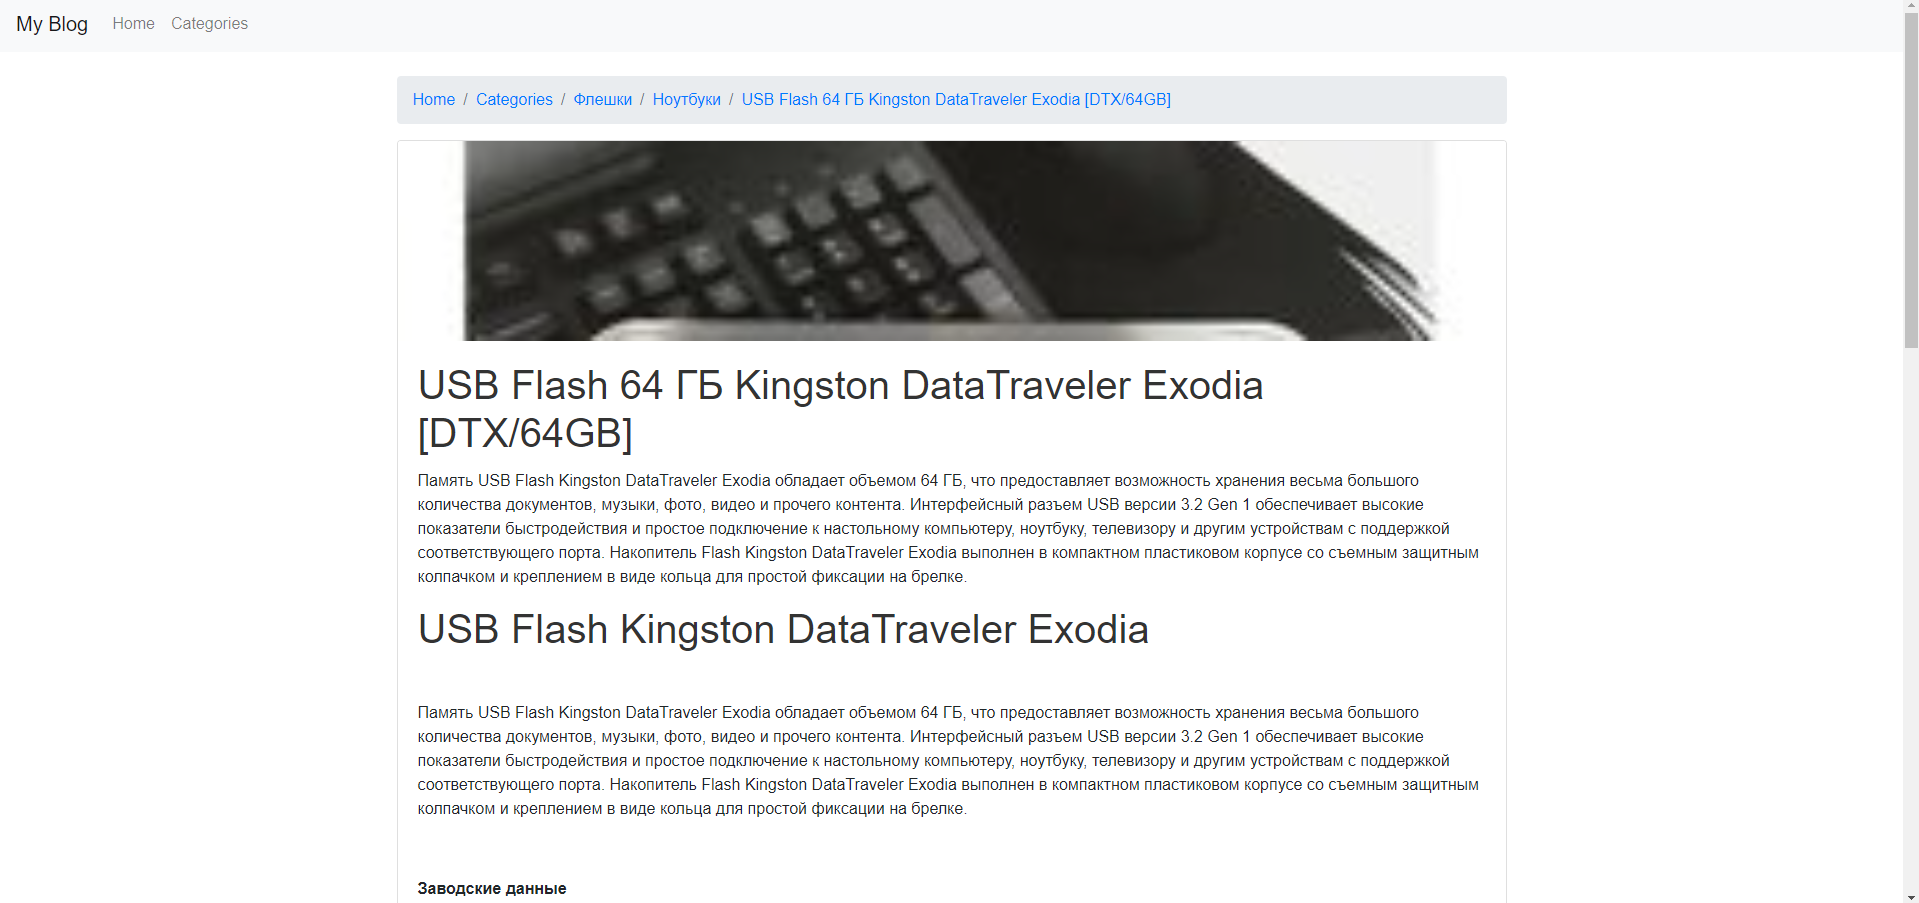 My Blog Home Categories
Home / Categories / Флешки / Ноутбуки / USB Flash 64 ГБ Kingston DataTraveler Exodia [DTX/64GB]
USB Flash 64 ГБ Kingston DataTraveler Exodia
[DTX/64GB]
Память USB Flash Kingston DataTraveler Exodia обладает объемом 64 ГБ, что предоставляет возможность хранения весьма большого
количества документов, музыки, фото, видео и прочего контента. Интерфейсный разъем USB версии 3.2 Gen 1 обеспечивает высокие
показатели быстродействия и простое подключение к настольному компьютеру, ноутбуку, телевизору и другим устройствам с поддержкой
соответствующего порта. Накопитель Flash Kingston DataTraveler Exodia выполнен в компактном пластиковом корпусе со съемным защитным
колпачком и креплением в виде кольца для простой фиксации на брелке.
USB Flash Kingston DataTraveler Exodia
Память USB Flash Kingston DataTraveler Exodia обладает объемом 64 ГБ, что предоставляет возможность хранения весьма большого
количества документов, музыки, фото, видео и прочего контента. Интерфейсный разъем USB версии 3.2 Gen 1 обеспечивает высокие
показатели быстродействия и простое подключение к настольному компьютеру, ноутбуку, телевизору и другим устройствам с поддержкой
соответствующего порта. Накопитель Flash Kingston DataTraveler Exodia выполнен в компактном пластиковом корпусе со съемным защитным
колпачком и креплением в виде кольца для простой фиксации на брелке.
Заводские данные